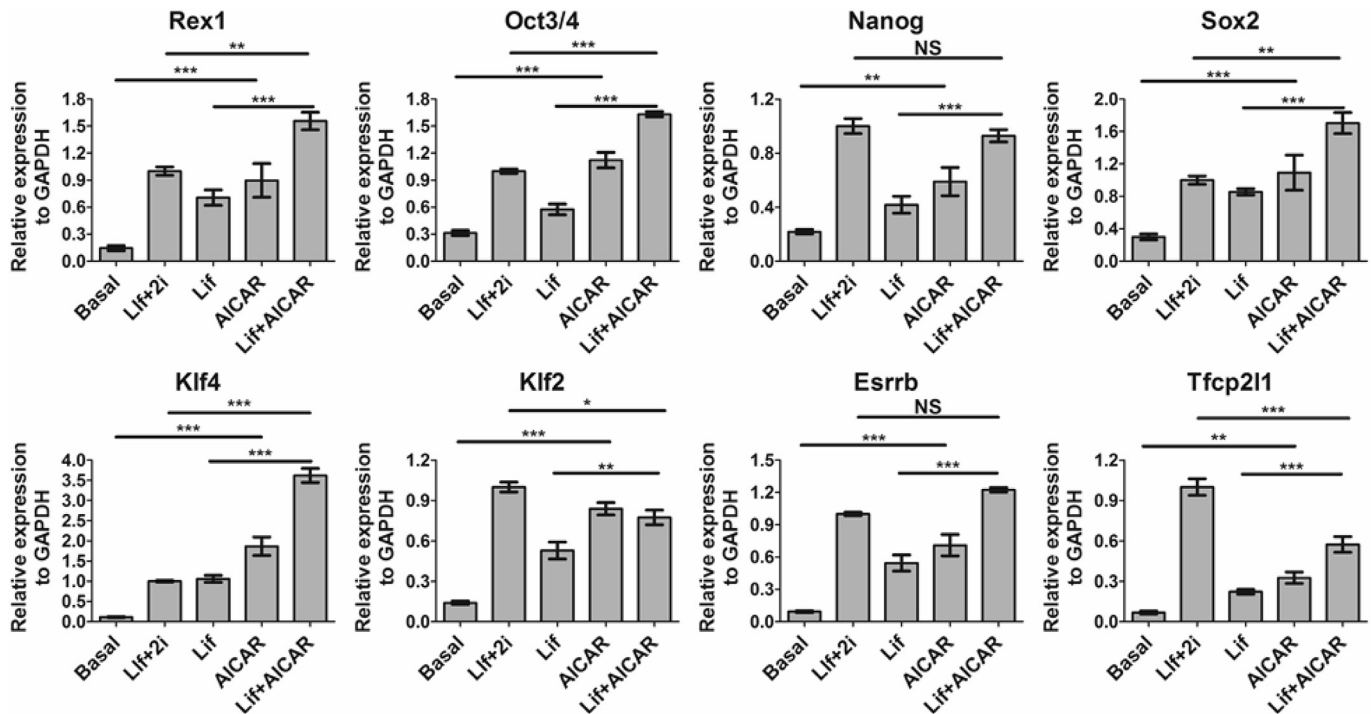 Rex1
**
***
***
Relative expression
to GAPDH
1.8
1.5
1.2
0.9
0.6
0.3
0.0
Basal
LIf+2i
Lif
AICAR
Lif+AICAR
Oct3/4
***
***
***
Relative expression
to GAPDH
1.8
1.5
1.2
0.9
0.6
0.3
0.0
Basal
LIf+2i
Lif
AICAR
Lif+AICAR
Nanog
NS
**
***
Relative expression
to GAPDH
1.2
0.8
0.4
0.0
Basal
LIf+2i
Lif
AICAR
Lif+AICAR
Sox2
**
***
***
Relative expression
to GAPDH
2.0
1.6
1.2
0.8
0.4
0.0
Basal
LIf+2i
Lif
AICAR
Lif+AICAR
Klf4
***
***
***
Relative expression
to GAPDH
4.0
3.5
3.0
2.5
2.0
1.5
1.0
0.5
0.0
Basal
LIf+2i
Lif
AICAR
Lif+AICAR
Klf2
*
***
**
Relative expression
to GAPDH
1.2
0.9
0.6
0.3
0.0
Basal
LIf+2i
Lif
AICAR
Lif+AICAR
Esrrb
NS
***
***
Relative expression
to GAPDH
1.5
1.2
0.9
0.6
0.3
0.0
Basal
LIf+2i
Lif
AICAR
Lif+AICAR
Tfcp2l1
***
**
***
Relative expression
to GAPDH
1.2
0.9
0.6
0.3
0.0
Basal
LIf+2i
Lif
AICAR
Lif+AICAR